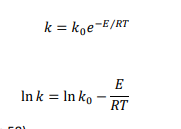 k = k₀e^{-E/RT}
ln k = ln k₀ − E/RT